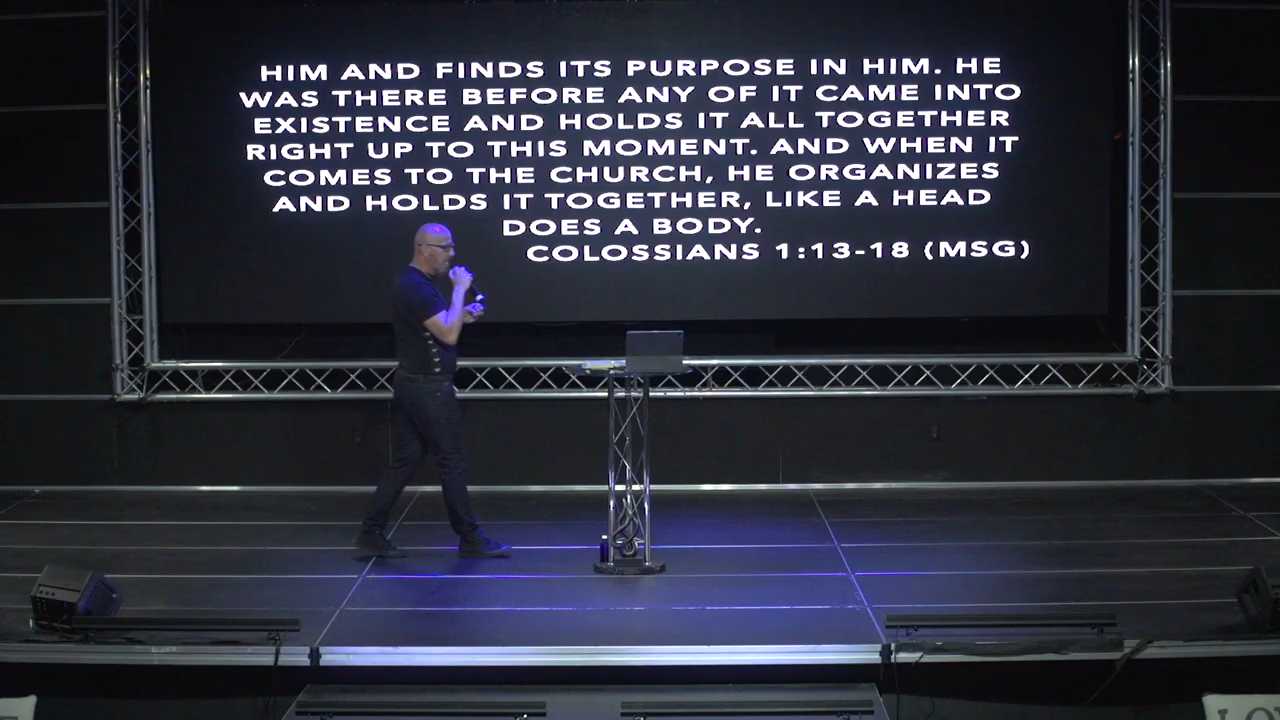 HIM AND FINDS ITS PURPOSE IN HIM. HE
WAS THERE BEFORE ANY OF IT CAME INTO
EXISTENCE AND HOLDS IT ALL TOGETHER
RIGHT UP TO THIS MOMENT. AND WHEN IT
COMES TO THE CHURCH, HE ORGANIZES
AND HOLDS IT TOGETHER, LIKE A HEAD
DOES A BODY.
COLOSSIANS 1:13-18 (MSG)